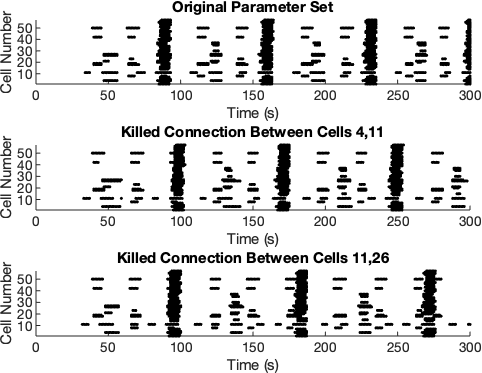 Original Parameter Set
Cell Number
50
40
30
20
10
0 50 100 150 200 250 300
Time (s)
Killed Connection Between Cells 4,11
Cell Number
50
40
30
20
10
0 50 100 150 200 250 300
Time (s)
Killed Connection Between Cells 11,26
Cell Number
50
40
30
20
10
0 50 100 150 200 250 300
Time (s)